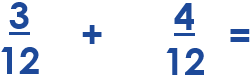 3/12 + 4/12 =